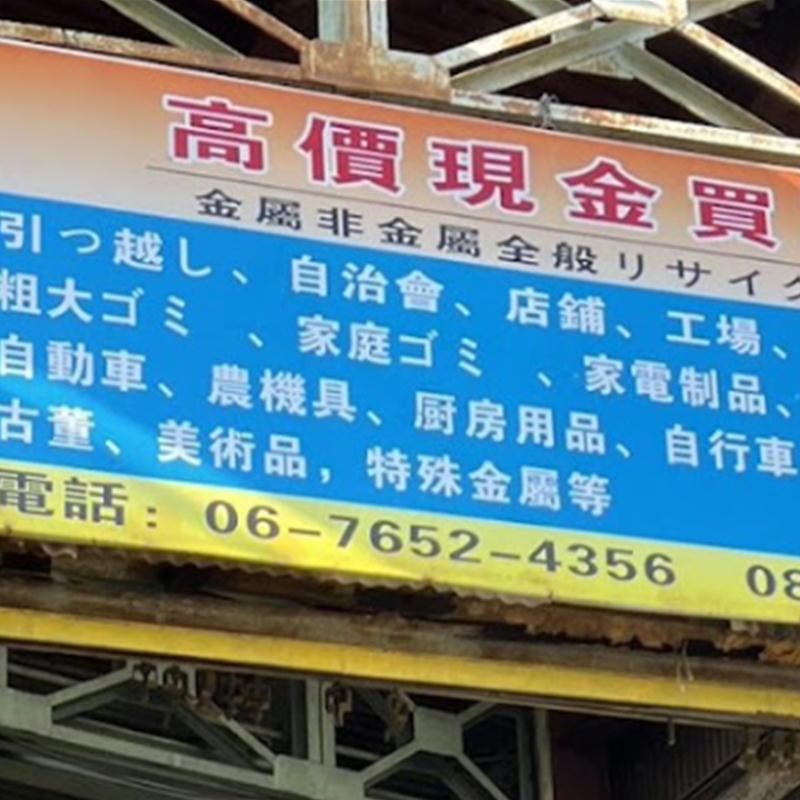 高價現金買
金屬非金屬全般リサイク
引っ越し、自治會、店鋪、工場、
粗大ゴミ 、家庭ゴミ 、家電制品、
自動車、農機具、厨房用品、自行車
古董、美術品，特殊金屬等
電話: 06-7652-4356 08